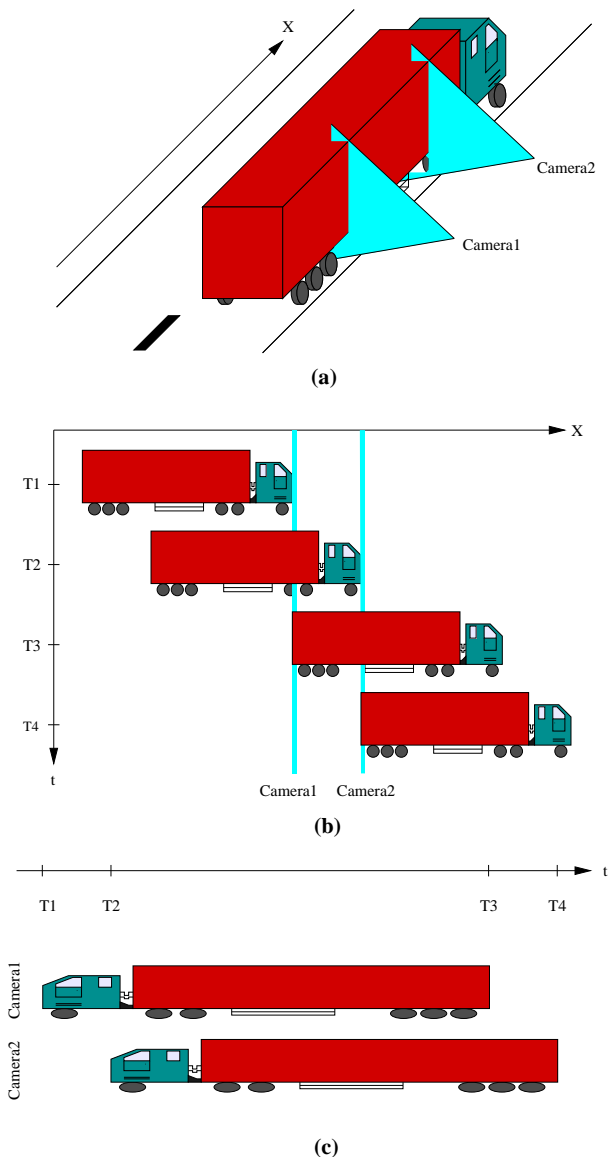 X
Camera2
Camera1
(a)
X
T1
T2
T3
T4
t
Camera1 Camera2
(b)
t
T1 T2 T3 T4
Camera1
Camera2
(c)